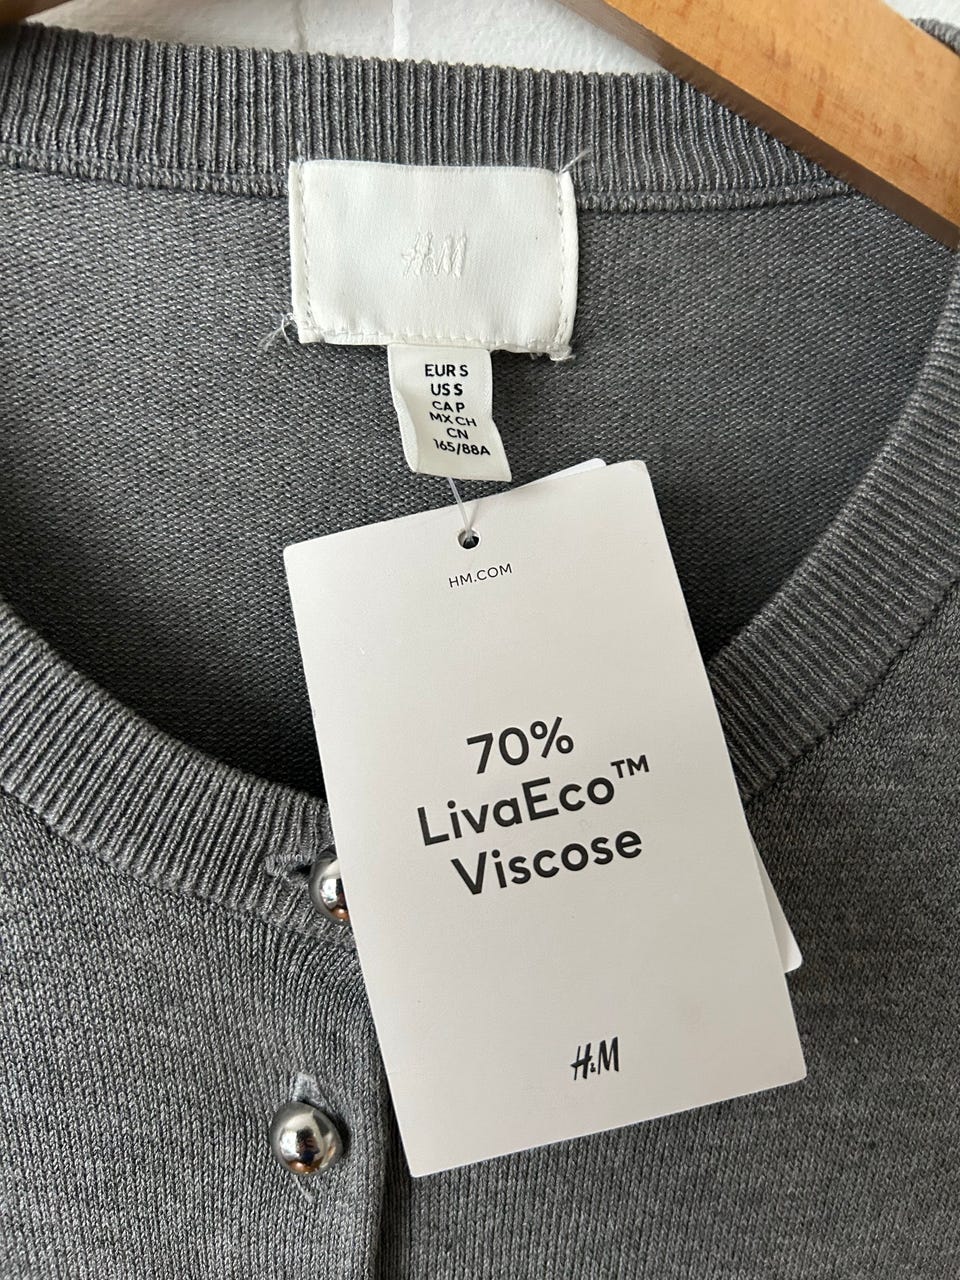 H&M
EUR S
US S
CA P
MX CH
CN
165/88A
HM.COM
70%
LivaEco™
Viscose
H&M